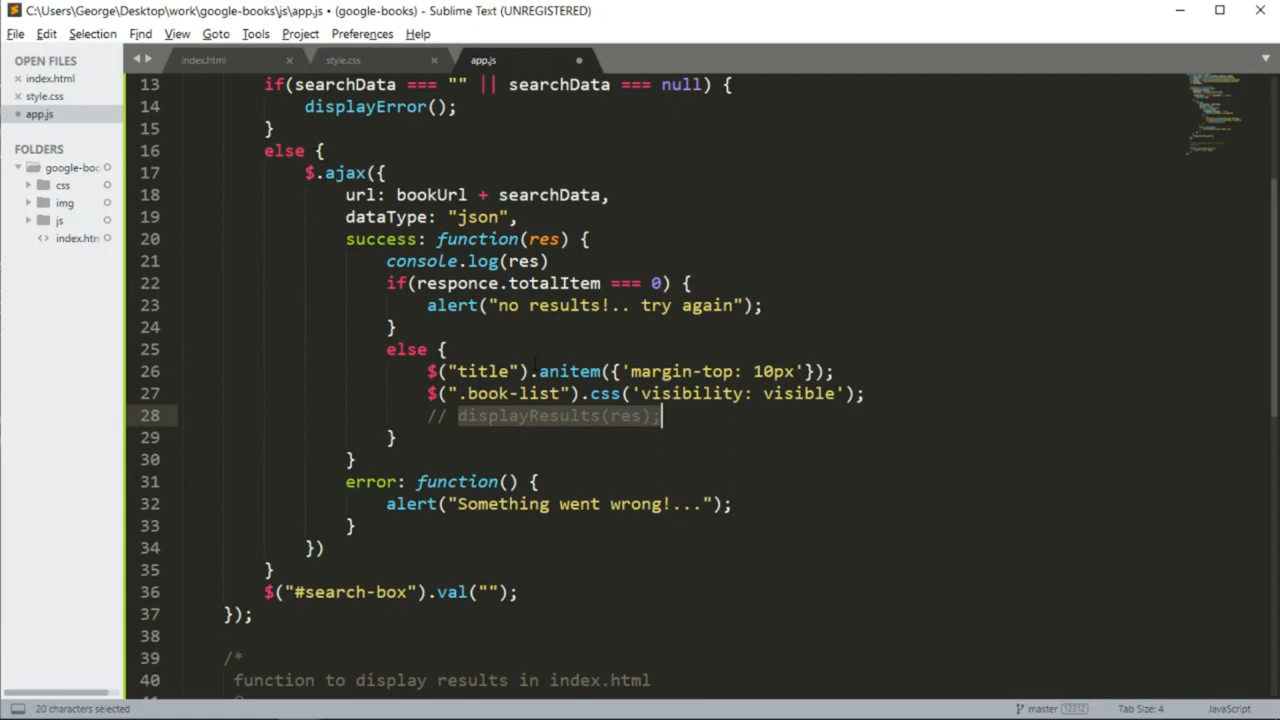 C:\Users\George\Desktop\work\google-books\js\app.js • (google-books) - Sublime Text (UNREGISTERED)
File Edit Selection Find View Goto Tools Project Preferences Help
OPEN FILES
index.html
style.css
app.js
FOLDERS
google-boo
css
img
js
index.htn
index.html
style.css
app.js
13 if(searchData === "" || searchData === null) {
14 displayError();
15 }
16 else {
17 $.ajax({
18 url: bookUrl + searchData,
19 dataType: "json",
20 success: function(res) {
21 console.log(res)
22 if(responce.totalItem === 0) {
23 alert("no results!.. try again");
24 }
25 else {
26 $("title").anitem({'margin-top: 10px'});
27 $(".book-list").css('visibility: visible');
28 // displayResults(res);
29 }
30 }
31 error: function() {
32 alert("Something went wrong!...");
33 }
34 })
35 }
36 $("#search-box").val("");
37 });
38
39 /*
40 function to display results in index.html
20 characters selected
master 12312
Tab Size: 4
JavaScript